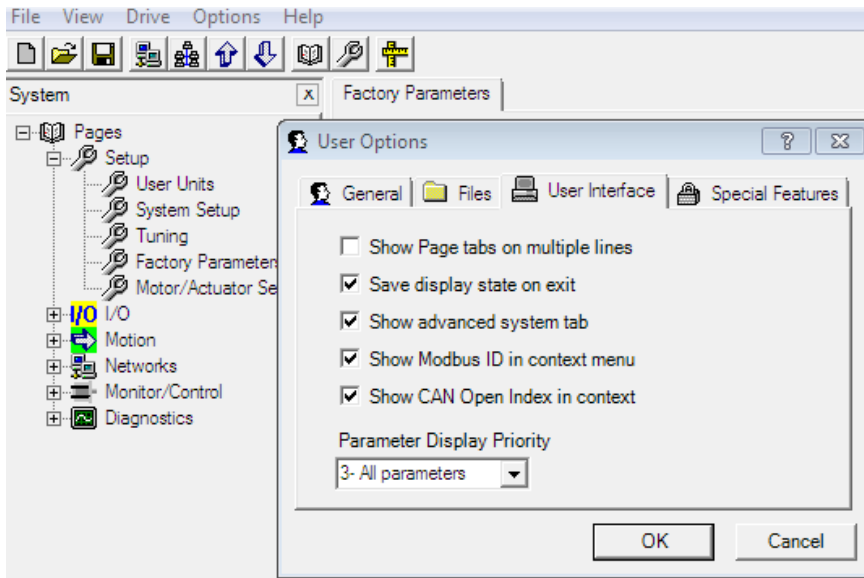 File View Drive Options Help
System
Factory Parameters
Pages
Setup
User Units
System Setup
Tuning
Factory Parameter
Motor/Actuator Se
I/O I/O
Motion
Networks
Monitor/Control
Diagnostics
User Options
General Files User Interface Special Features
Show Page tabs on multiple lines
Save display state on exit
Show advanced system tab
Show Modbus ID in context menu
Show CAN Open Index in context
Parameter Display Priority
3- All parameters
OK Cancel